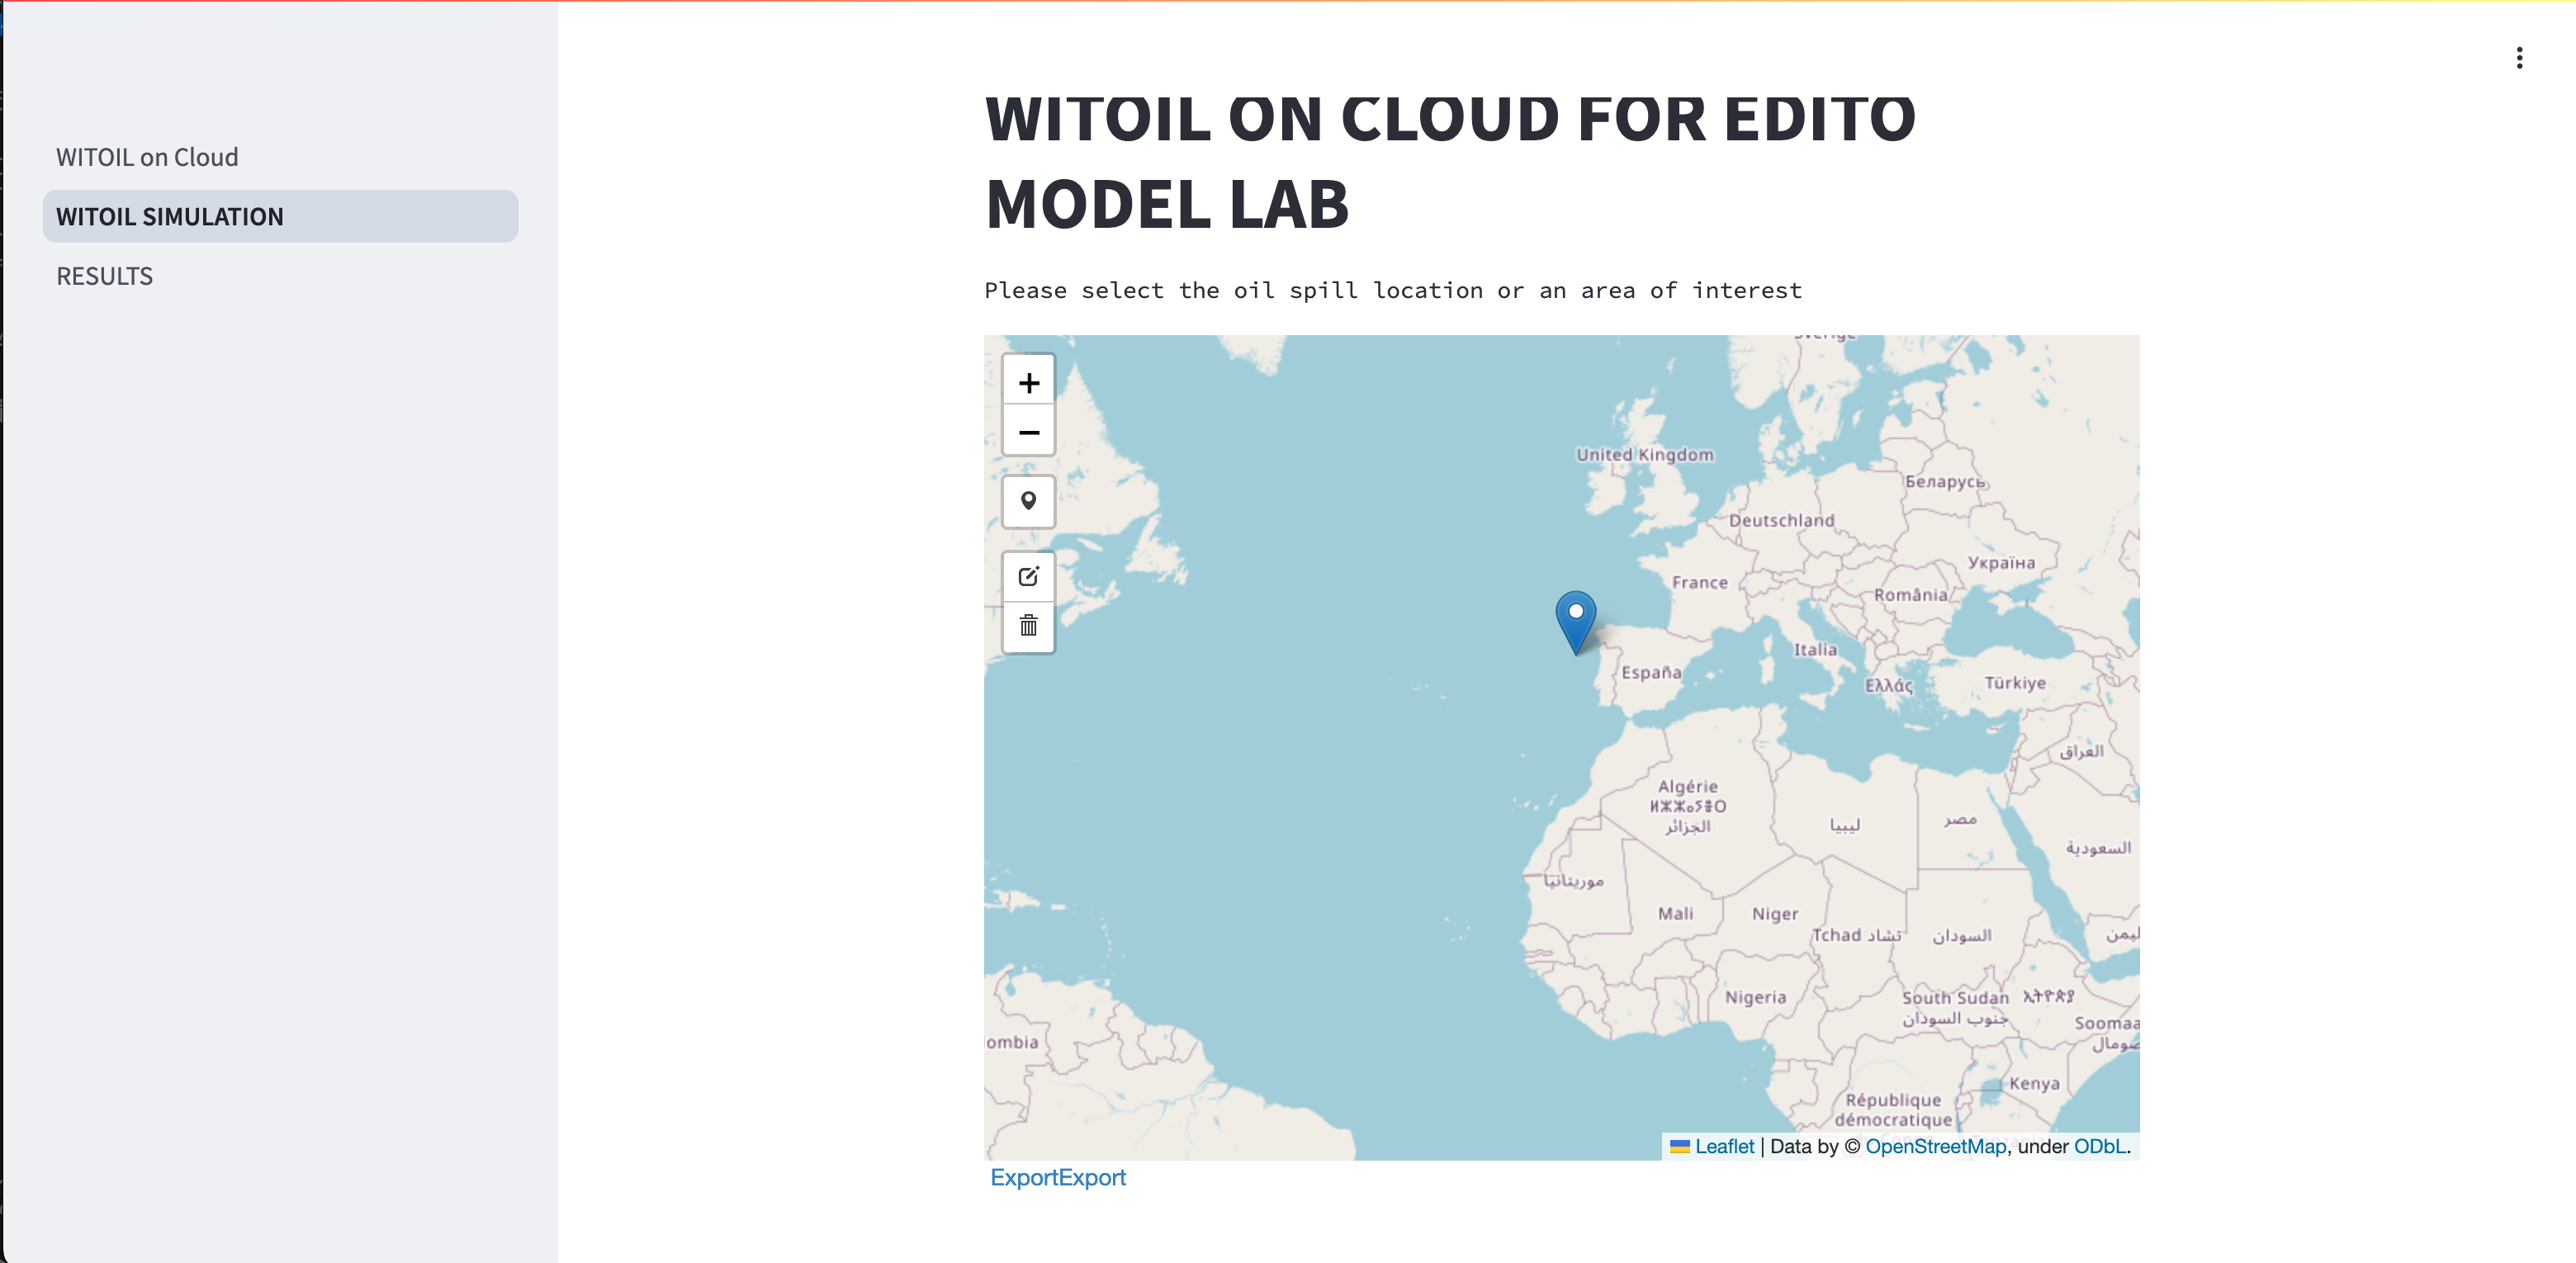 WITOIL on Cloud
WITOIL SIMULATION
RESULTS
WITOIL ON CLOUD FOR EDITO
MODEL LAB
Please select the oil spill location or an area of interest
+
−
Sverige
United Kingdom
Беларусь
Deutschland
Україна
France
România
Italia
España
Ελλάς
Türkiye
العراق
Algérie
ⵍⵣⵣⴰⵢⴻⵔ
الجزائر
ليبيا
مصر
السعودية
موريتانيا
Mali
Niger
Tchad تشاد
السودان
اليمن
Nigeria
South Sudan
جنوب السودان
ኢትዮጵያ
Soomaa
صومال
ombia
Kenya
République
démocratique
Leaflet | Data by © OpenStreetMap, under ODbL.
ExportExport